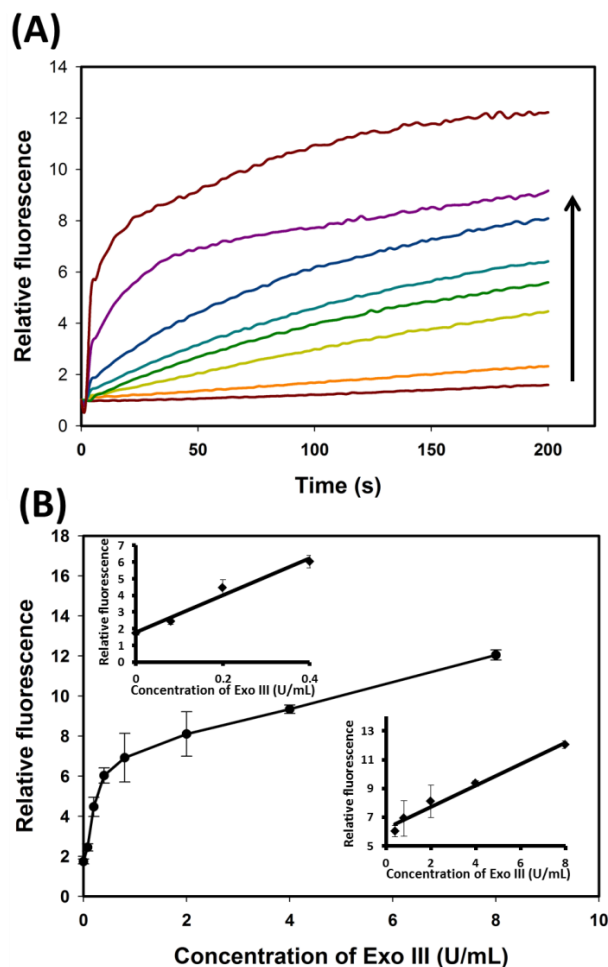 (A)
14
12
10
8
6
4
2
0
Relative fluorescence
0 50 100 150 200
Time (s)
(B)
18
16
14
12
10
8
6
4
2
0
Relative fluorescence
7
6
5
4
3
2
1
0
Relative fluorescence
0 0.2 0.4
Concentration of Exo III (U/mL)
13
11
9
7
5
Relative fluorescence
0 2 4 6 8
Concentration of Exo III (U/mL)
0 2 4 6 8 10
Concentration of Exo III (U/mL)